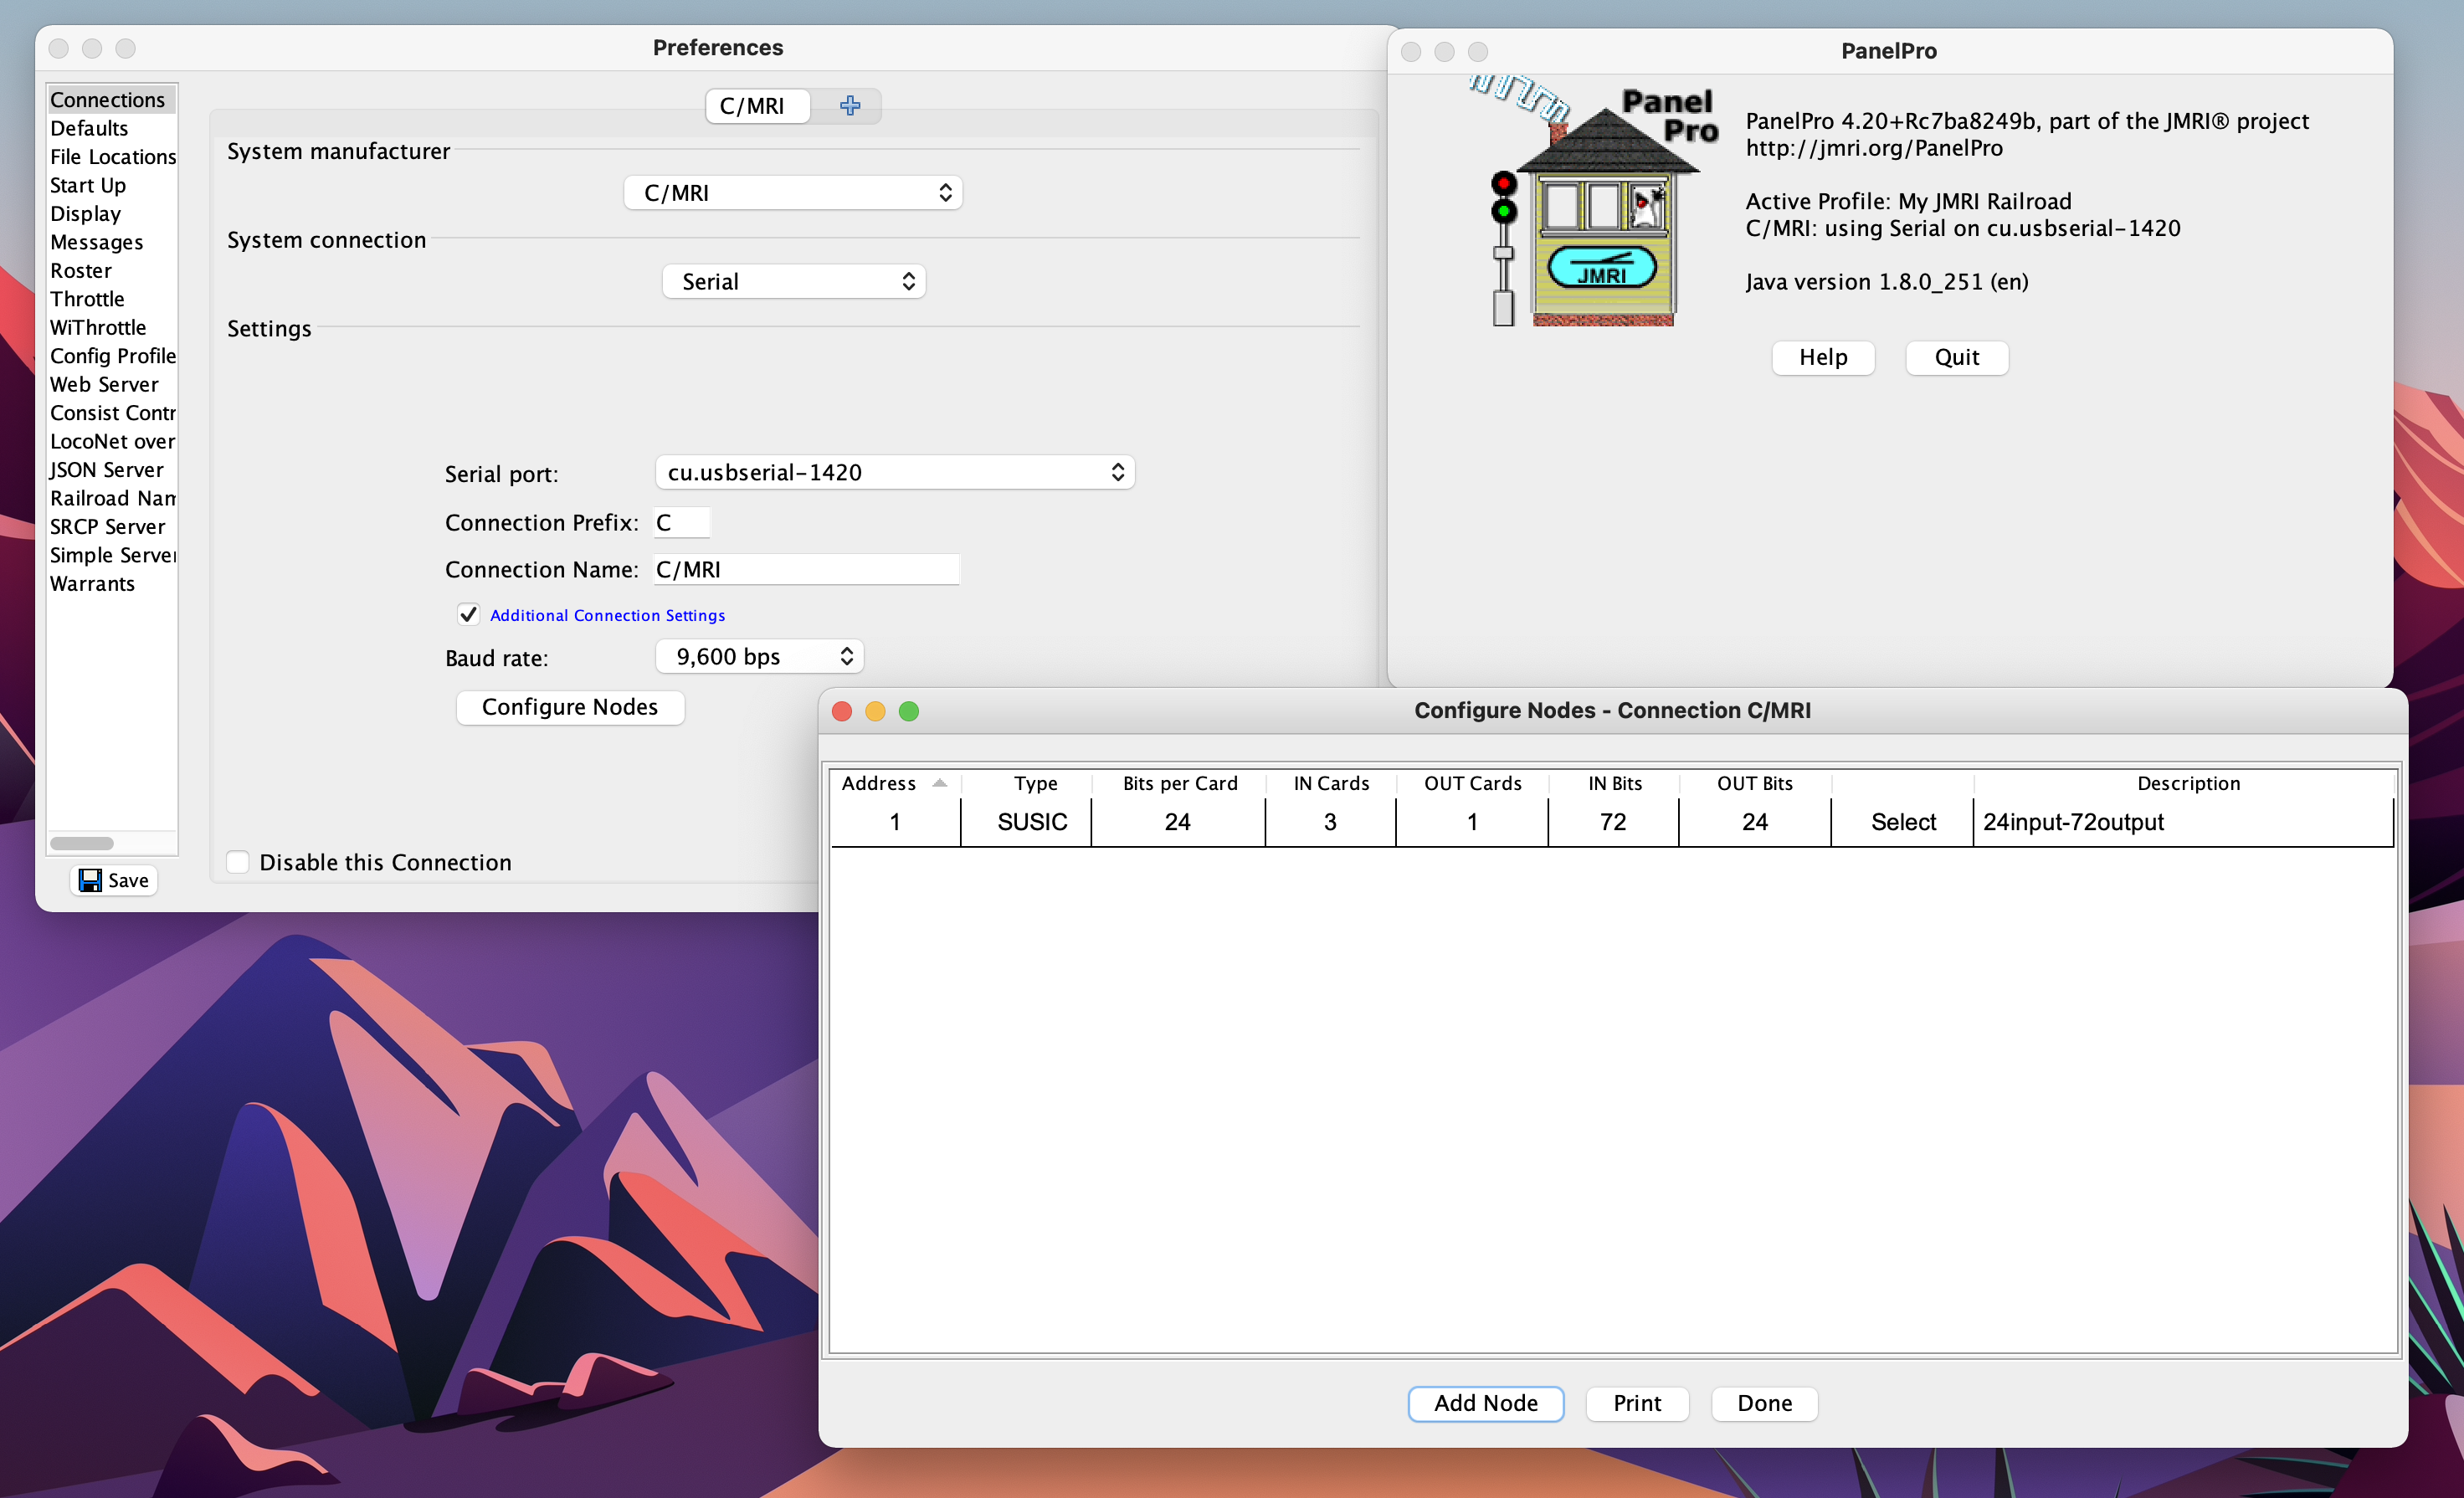 Preferences
Connections
Defaults
File Locations
Start Up
Display
Messages
Roster
Throttle
WiThrottle
Config Profile
Web Server
Consist Contr
LocoNet over
JSON Server
Railroad Nam
SRCP Server
Simple Server
Warrants
Save
C/MRI
System manufacturer
C/MRI
System connection
Serial
Settings
Serial port: cu.usbserial-1420
Connection Prefix: C
Connection Name: C/MRI
Additional Connection Settings
Baud rate: 9,600 bps
Configure Nodes
Disable this Connection
PanelPro
Panel
Pro
JMRI
PanelPro 4.20+Rc7ba8249b, part of the JMRI® project
http://jmri.org/PanelPro
Active Profile: My JMRI Railroad
C/MRI: using Serial on cu.usbserial-1420
Java version 1.8.0_251 (en)
Help Quit
Configure Nodes - Connection C/MRI
Address Type Bits per Card IN Cards OUT Cards IN Bits OUT Bits Description
1 SUSIC 24 3 1 72 24 Select 24input-72output
Add Node Print Done